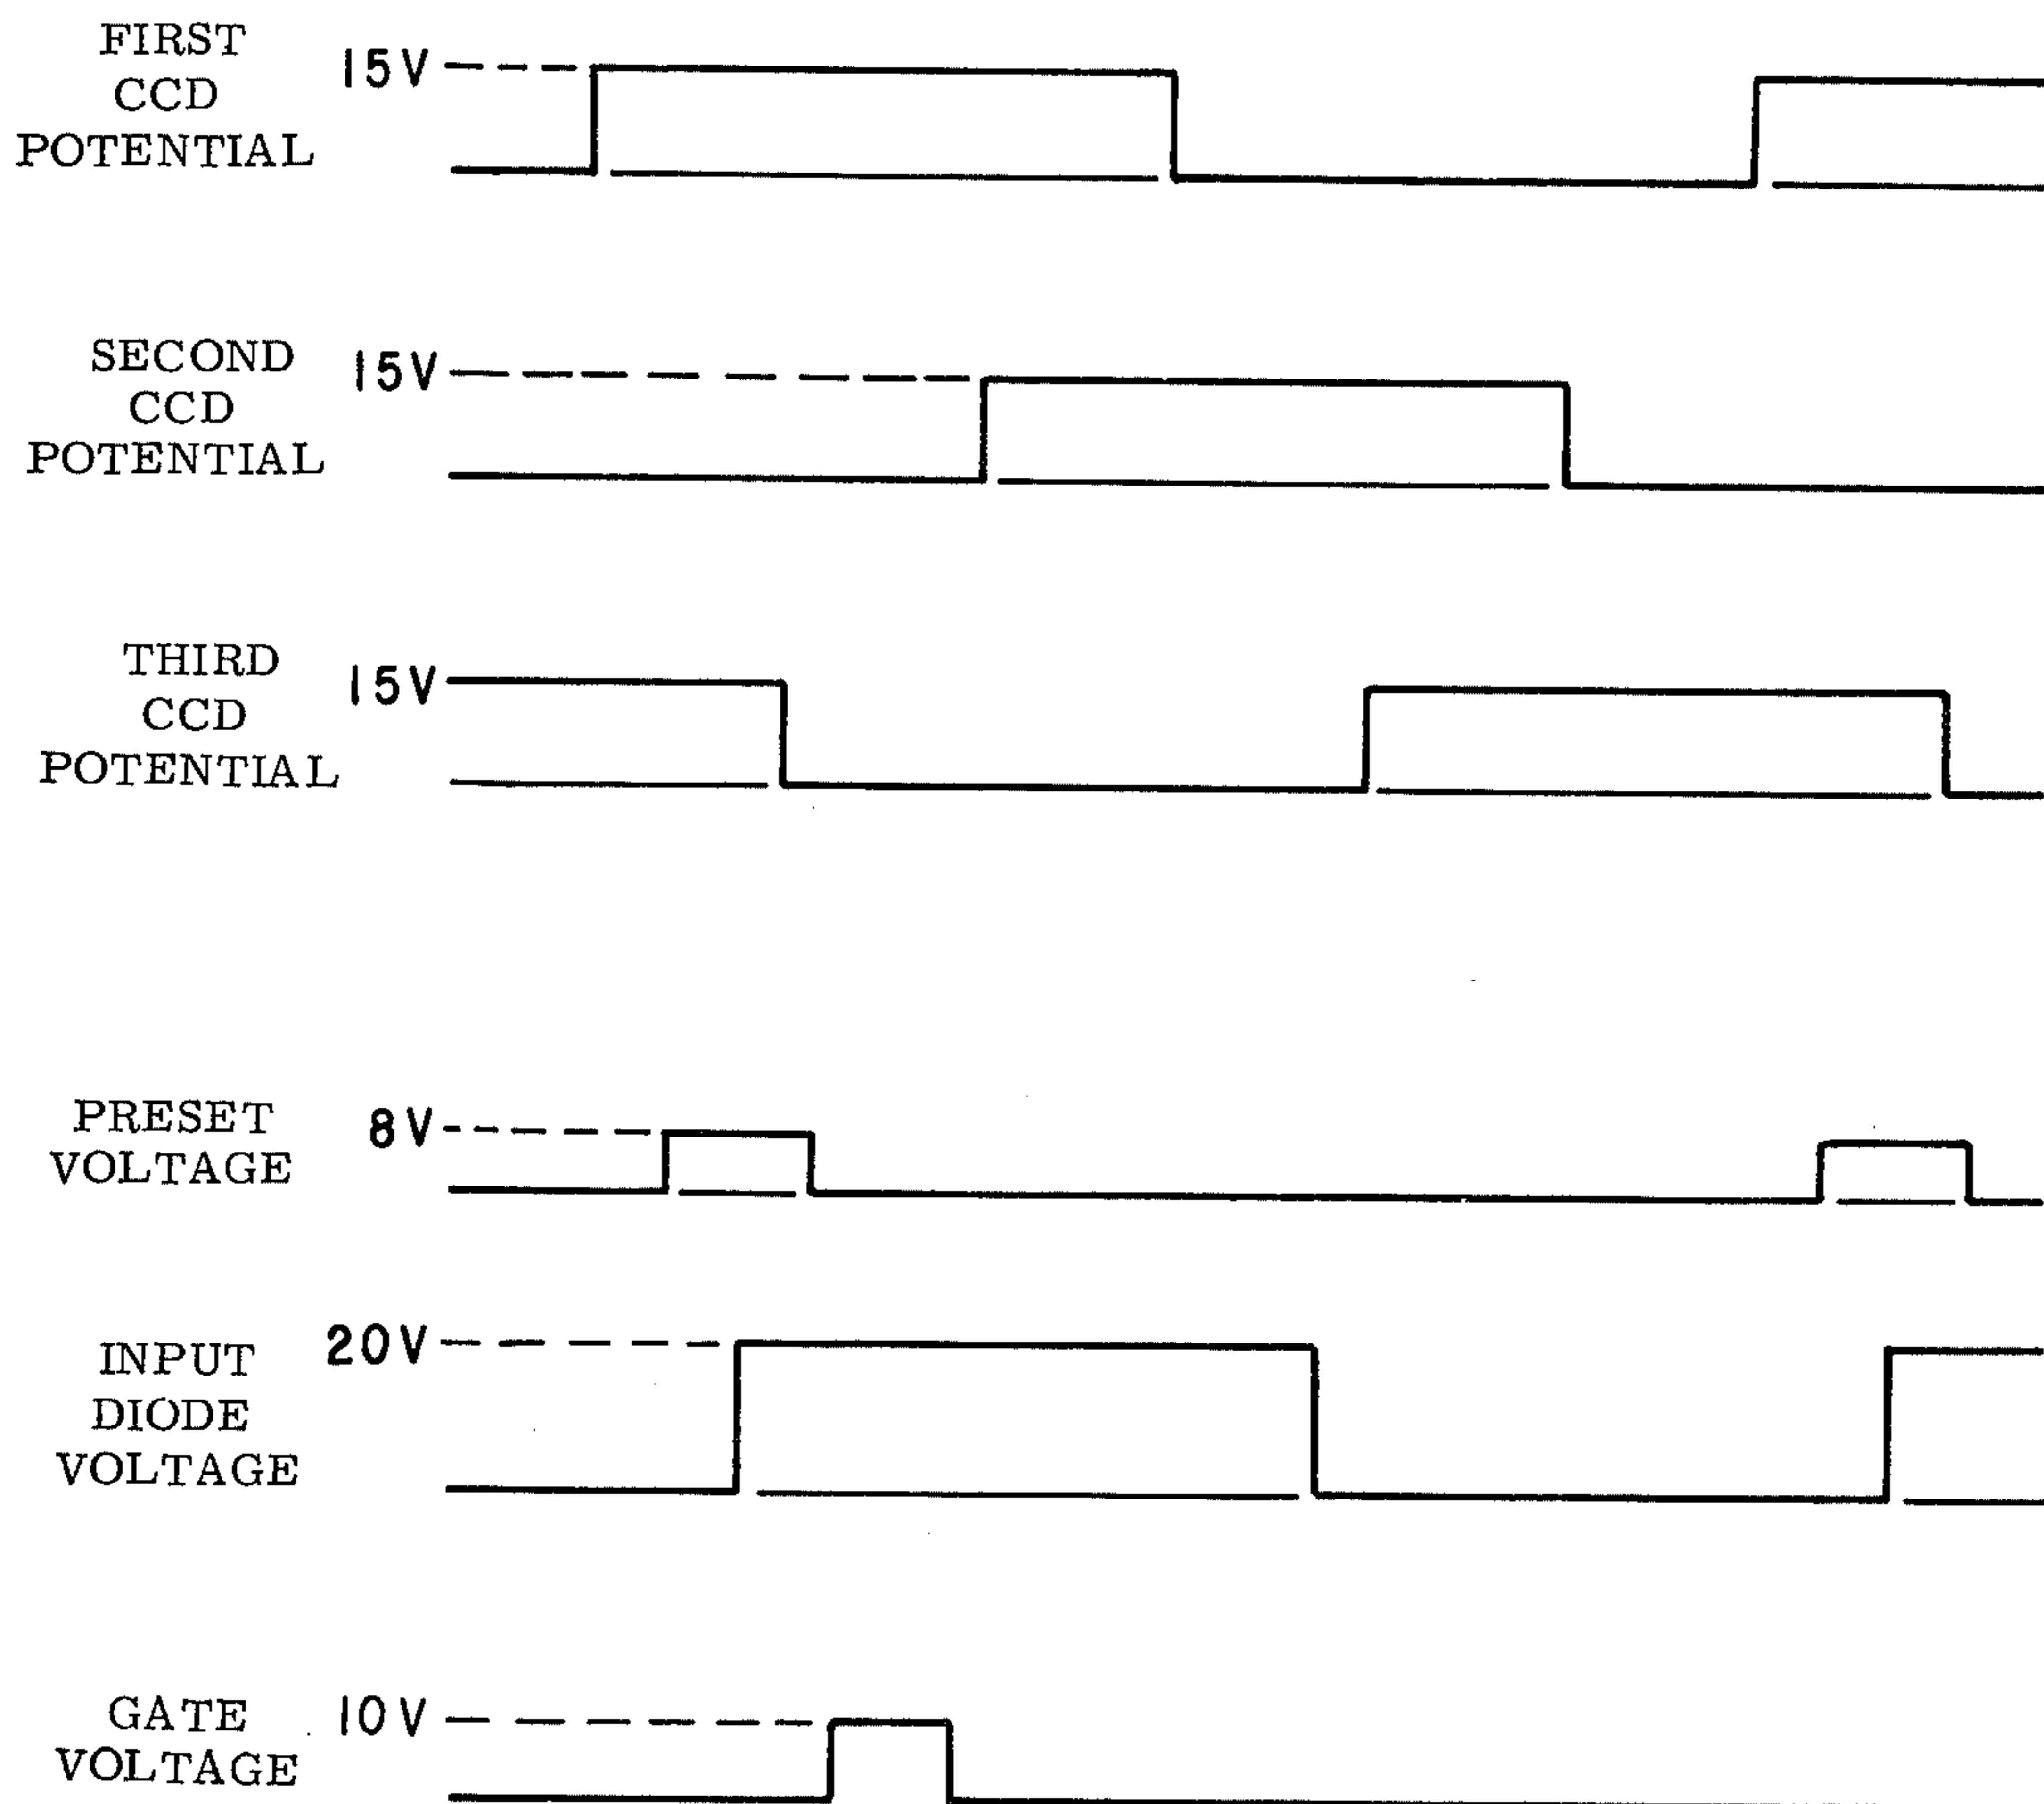 FIRST
CCD
POTENTIAL
15V
SECOND
CCD
POTENTIAL
15V
THIRD
CCD
POTENTIAL
15V
PRESET
VOLTAGE
8V
INPUT
DIODE
VOLTAGE
20V
GATE
VOLTAGE
10V